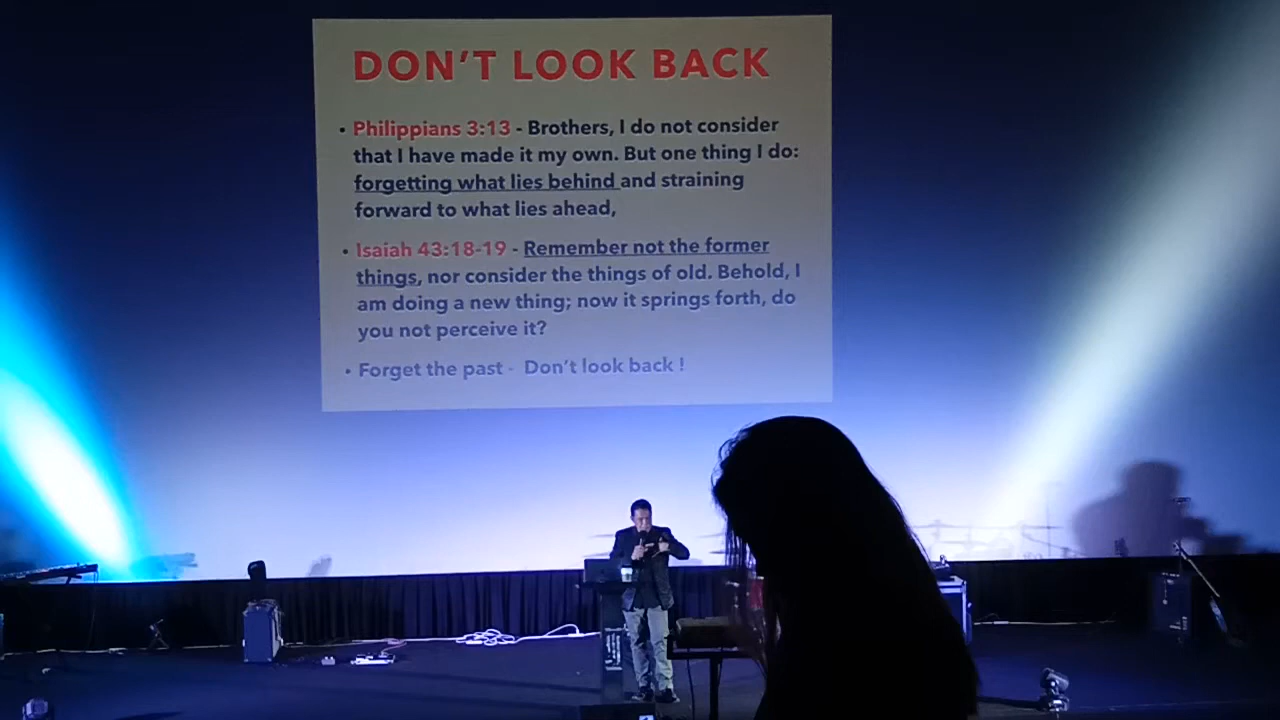 DON'T LOOK BACK
• Philippians 3:13 - Brothers, I do not consider
that I have made it my own. But one thing I do:
forgetting what lies behind and straining
forward to what lies ahead,
• Isaiah 43:18-19 - Remember not the former
things, nor consider the things of old. Behold, I
am doing a new thing; now it springs forth, do
you not perceive it?
• Forget the past - Don't look back !